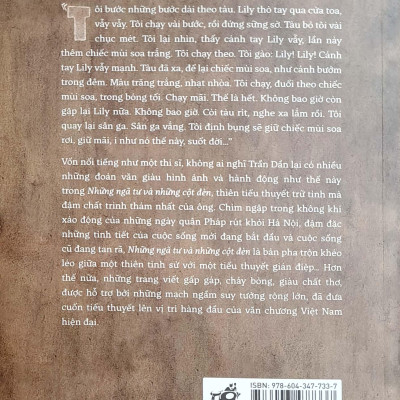 "Tôi bước những bước dài theo tàu. Lily thò tay qua cửa toa,
vẫy vẫy. Tôi chạy vài bước, rồi đứng sững sờ. Tàu bỏ tôi vài
chục mét. Tôi lại nhìn, thấy cánh tay Lily vẫy, lần này
thêm chiếc mùi soa trắng. Tôi chạy theo. Tôi gào: Lily! Lily! Cánh
tay Lily vẫy mạnh. Tàu đã xa, để lại chiếc mùi soa, như cánh bướm
trong đêm. Màu trăng trắng, nhạt nhòa. Tôi chạy, đuổi theo chiếc
mùi soa, trong bóng tối. Chạy mãi. Thế là hết. Không bao giờ còn
gặp lại Lily nữa. Không bao giờ. Còi tàu rít, nghe xa lắm rồi. Tôi
quay lại sân ga. Sân ga vắng. Tôi định bụng sẽ giữ chiếc mùi soa
rơi, giữ mãi, như nó thế này, suốt đời..."
Vốn nổi tiếng như một thi sĩ, không ai nghĩ Trần Dần lại có nhiều
những đoạn văn giàu hình ảnh và hành động như thế này
trong Những ngã tư và những cột đèn, thiên tiểu thuyết trữ tình mà
đậm chất trinh thám nhất của ông. Chìm ngập trong không khí
xáo động của những ngày quân Pháp rút khỏi Hà Nội, đậm đặc
những tình tiết của cuộc sống mới đang bắt đầu và cuộc sống
cũ đang tan rã, Những ngã tư và những cột đèn là bản pha trộn khéo
léo giữa một thiên tình sử với một tiểu thuyết gián điệp... Hơn
thế nữa, những trang viết gấp gáp, cháy bỏng, giàu chất thơ,
được hỗ trợ bởi những mạch ngầm suy tưởng rộng lớn, đã đưa
cuốn tiểu thuyết lên vị trí hàng đầu của văn chương Việt Nam
hiện đại.
ISBN: 978-604-347-733-7